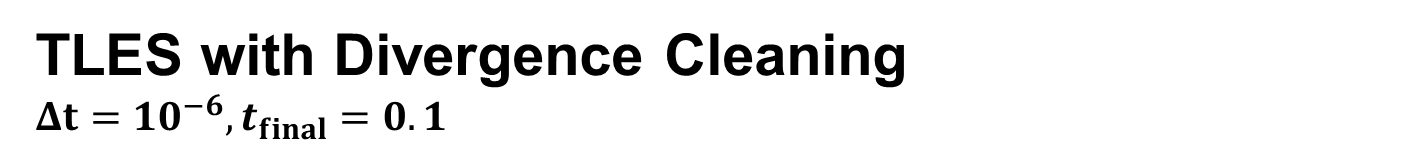 TLES with Divergence Cleaning
Δt = 10⁻⁶, t_final = 0.1